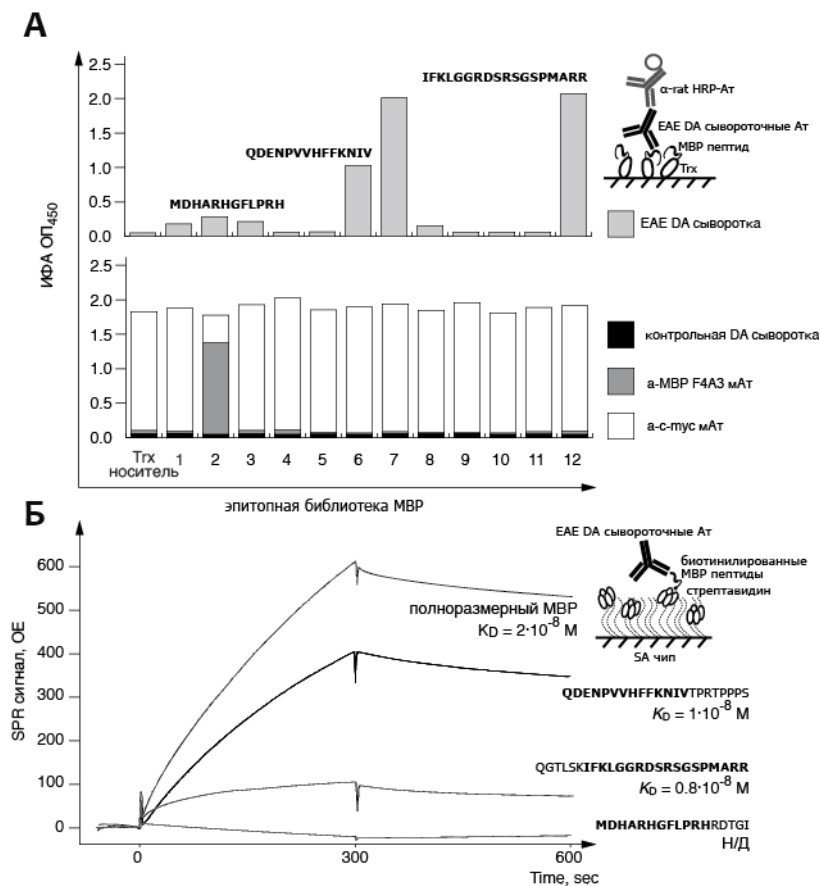 А
2.5
2.0
1.5
1.0
0.5
0.0
ИФА ОП450
MDHARHGFLPRH
QDENPVVHFFKNIV
IFKLGGRDSRSGSPMARR
α-rat HRP-Ат
EAE DA сывороточные Ат
MBP пептид
Trx
EAE DA сыворотка
2.5
2.0
1.5
1.0
0.5
0.0
контрольная DA сыворотка
a-MBP F4A3 мАт
a-c-myc мАт
Trx
носитель
1 2 3 4 5 6 7 8 9 10 11 12
эпитопная библиотека MBP
Б
600
500
400
300
200
100
0
SPR сигнал, ОЕ
EAE DA сывороточные Ат
биотинилированные
MBP пептиды
стрептавидин
SA чип
полноразмерный MBP
KD = 2·10-8 M
QDENPVVHFFKNIVTPRTPPPS
KD = 1·10-8 M
QGTLSKIFKLGGRDSRSGSPMARR
KD = 0.8·10-8 M
MDHARHGFLPRHRDTGI
Н/Д
0 300 600
Time, sec